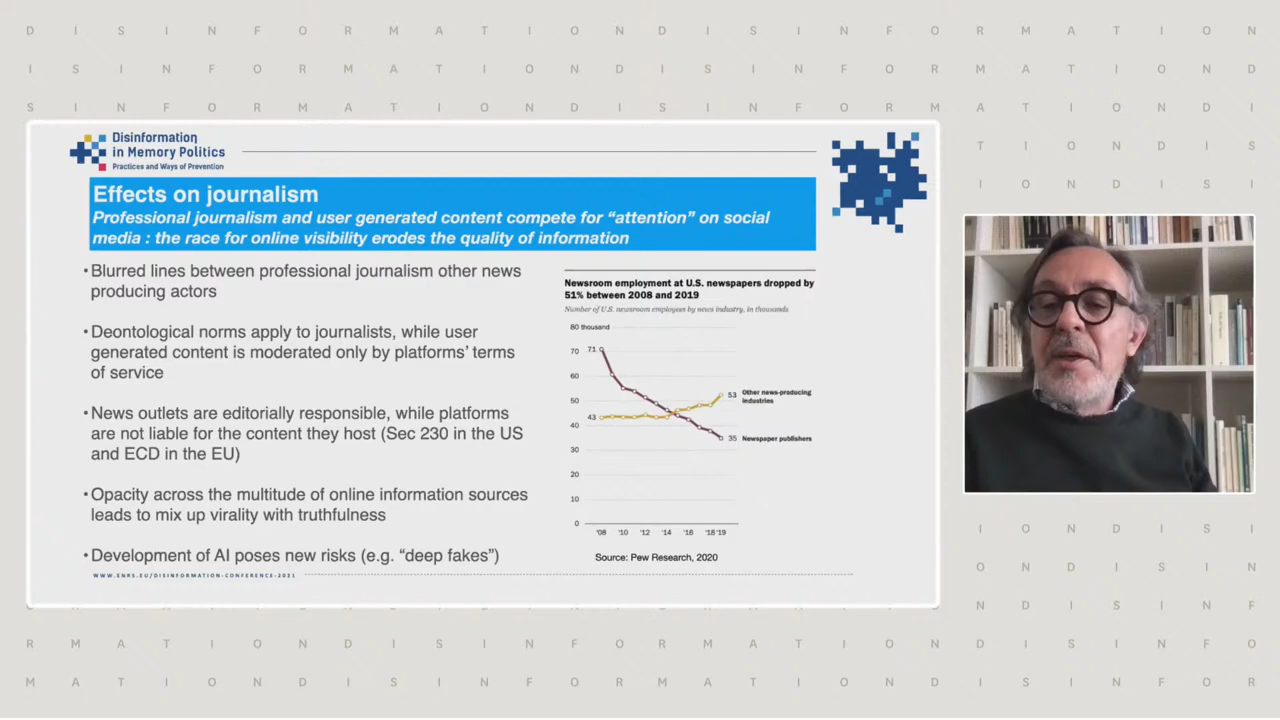 D I S I N F O R M A T I O N D I S I N F O R M A T I O N
I S I N F O R M A T I O N D I S I N F O R M A T I O N D
S I N F O R M A T I O N D I S I N F O R M A T I O N D I
T I O N D I S
I O N D I S I
Disinformation
in Memory Politics
Practices and Ways of Prevention
Effects on journalism
Professional journalism and user generated content compete for “attention” on social
media : the race for online visibility erodes the quality of information
•Blurred lines between professional journalism other news
producing actors
•Deontological norms apply to journalists, while user
generated content is moderated only by platforms’ terms
of service
•News outlets are editorially responsible, while platforms
are not liable for the content they host (Sec 230 in the US
and ECD in the EU)
•Opacity across the multitude of online information sources
leads to mix up virality with truthfulness
•Development of AI poses new risks (e.g. “deep fakes”)
Newsroom employment at U.S. newspapers dropped by
51% between 2008 and 2019
Number of U.S. newsroom employees by news industry, in thousands
80 thousand
70
71
60
50
53 Other news-producing
industries
43
40
35 Newspaper publishers
30
20
10
0
'08 '10 '12 '14 '16 '18 '19
Source: Pew Research, 2020
WWW.ENRS.EU/DISINFORMATION-CONFERENCE-2021
I O N D I S I
O N D I S I N
N D I S I N F
R M A T I O N D I S I N F O R M A T I O N D I S I N F O
M A T I O N D I S I N F O R M A T I O N D I S I N F O R